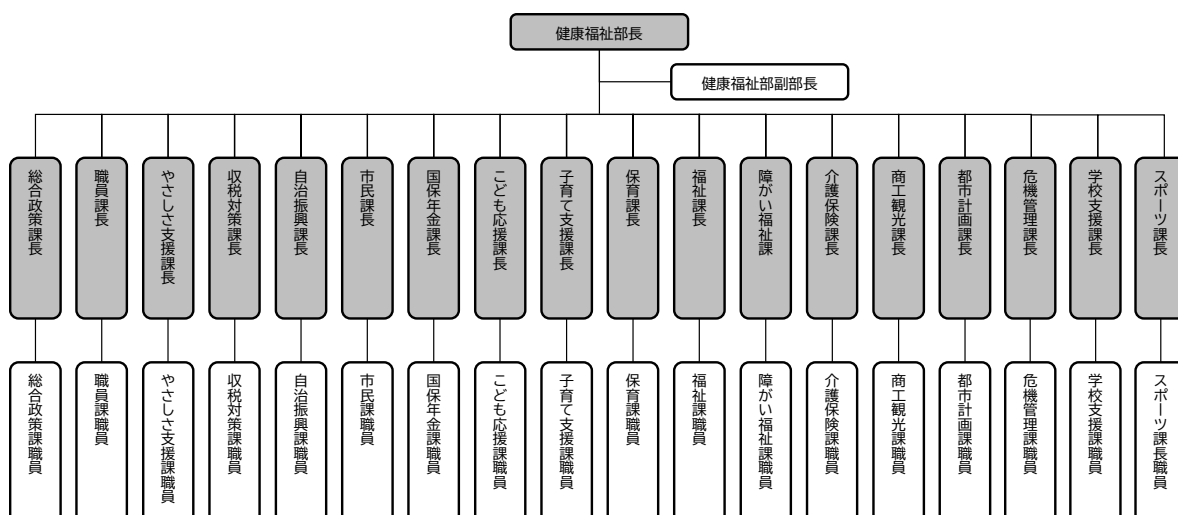 健康福祉部長
健康福祉部副部長
総合政策課長
職員課長
やさしさ支援課長
収税対策課長
自治振興課長
市民課長
国保年金課長
こども応援課長
子育て支援課長
保育課長
福祉課長
障がい福祉課
介護保険課長
商工観光課長
都市計画課長
危機管理課長
学校支援課長
スポーツ課長
総合政策課職員
職員課職員
やさしさ支援課職員
収税対策課職員
自治振興課職員
市民課職員
国保年金課職員
こども応援課職員
子育て支援課職員
保育課職員
福祉課職員
障がい福祉課職員
介護保険課職員
商工観光課職員
都市計画課職員
危機管理課職員
学校支援課職員
スポーツ課長職員